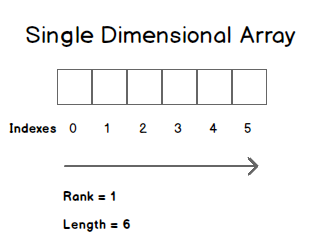 Single Dimensional Array
Indexes 0 1 2 3 4 5
Rank = 1
Length = 6